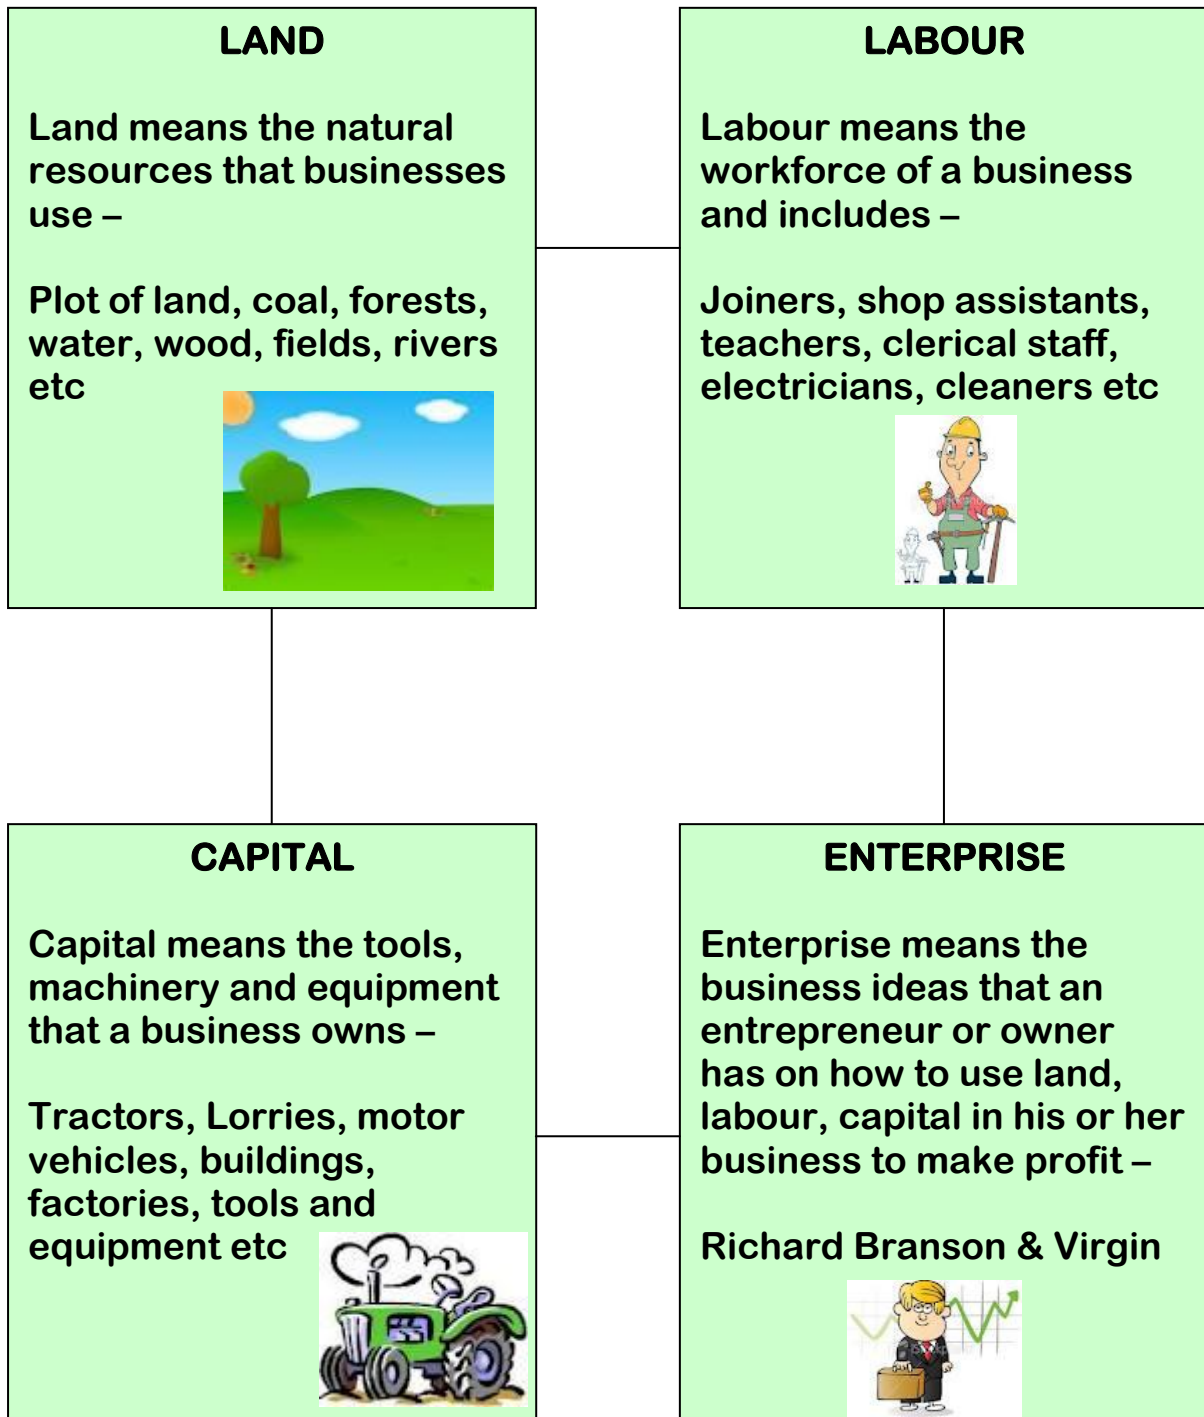 LAND
Land means the natural
resources that businesses
use –
Plot of land, coal, forests,
water, wood, fields, rivers
etc
LABOUR
Labour means the
workforce of a business
and includes –
Joiners, shop assistants,
teachers, clerical staff,
electricians, cleaners etc
CAPITAL
Capital means the tools,
machinery and equipment
that a business owns –
Tractors, Lorries, motor
vehicles, buildings,
factories, tools and
equipment etc
ENTERPRISE
Enterprise means the
business ideas that an
entrepreneur or owner
has on how to use land,
labour, capital in his or her
business to make profit –
Richard Branson & Virgin